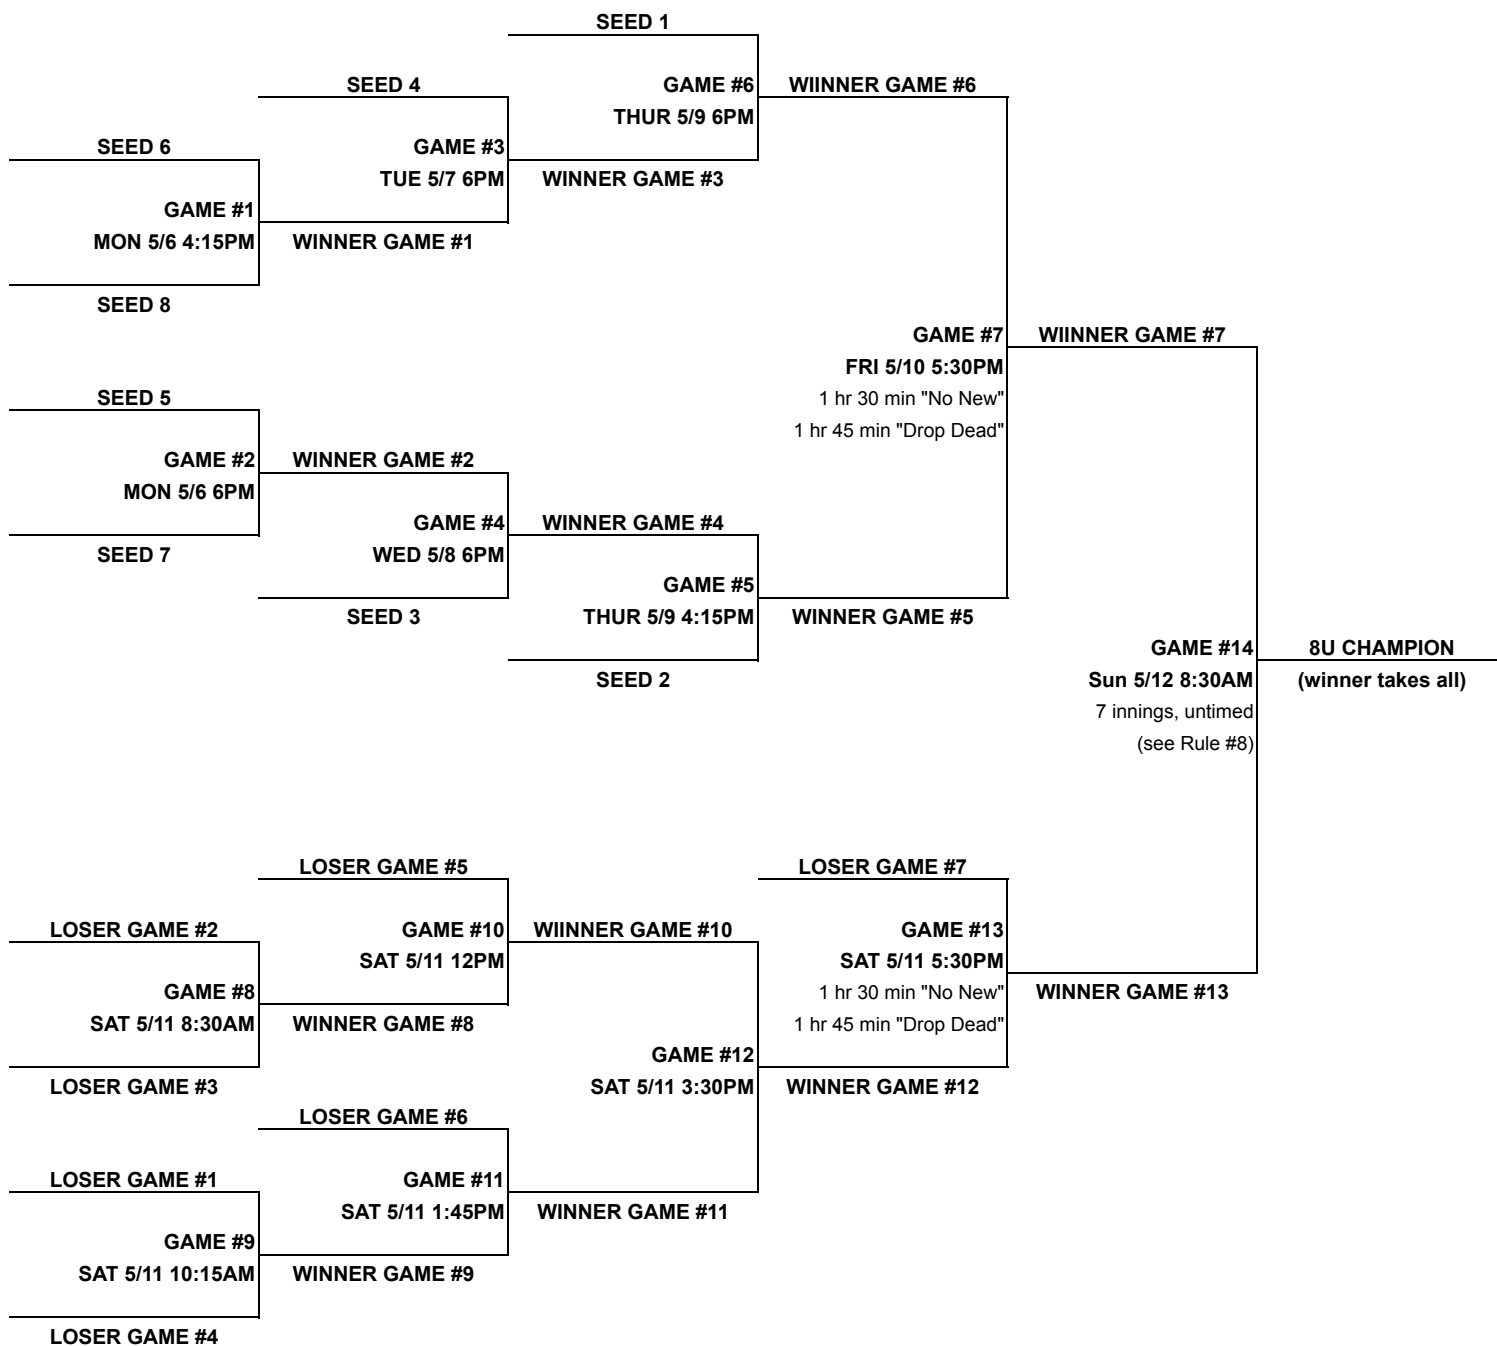 SEED 1
SEED 4
GAME #6
WIINNER GAME #6
THUR 5/9 6PM
SEED 6
GAME #3
TUE 5/7 6PM
WINNER GAME #3
GAME #1
MON 5/6 4:15PM
WINNER GAME #1
SEED 8
GAME #7
WIINNER GAME #7
FRI 5/10 5:30PM
1 hr 30 min "No New"
1 hr 45 min "Drop Dead"
SEED 5
GAME #2
WINNER GAME #2
MON 5/6 6PM
GAME #4
WINNER GAME #4
WED 5/8 6PM
SEED 7
GAME #5
THUR 5/9 4:15PM
WINNER GAME #5
SEED 3
SEED 2
GAME #14
8U CHAMPION
Sun 5/12 8:30AM
(winner takes all)
7 innings, untimed
(see Rule #8)
LOSER GAME #5
LOSER GAME #7
LOSER GAME #2
GAME #10
WIINNER GAME #10
GAME #13
SAT 5/11 12PM
SAT 5/11 5:30PM
GAME #8
1 hr 30 min "No New"
WINNER GAME #13
SAT 5/11 8:30AM
WINNER GAME #8
1 hr 45 min "Drop Dead"
GAME #12
LOSER GAME #3
SAT 5/11 3:30PM
WINNER GAME #12
LOSER GAME #6
LOSER GAME #1
GAME #11
SAT 5/11 1:45PM
WINNER GAME #11
GAME #9
SAT 5/11 10:15AM
WINNER GAME #9
LOSER GAME #4